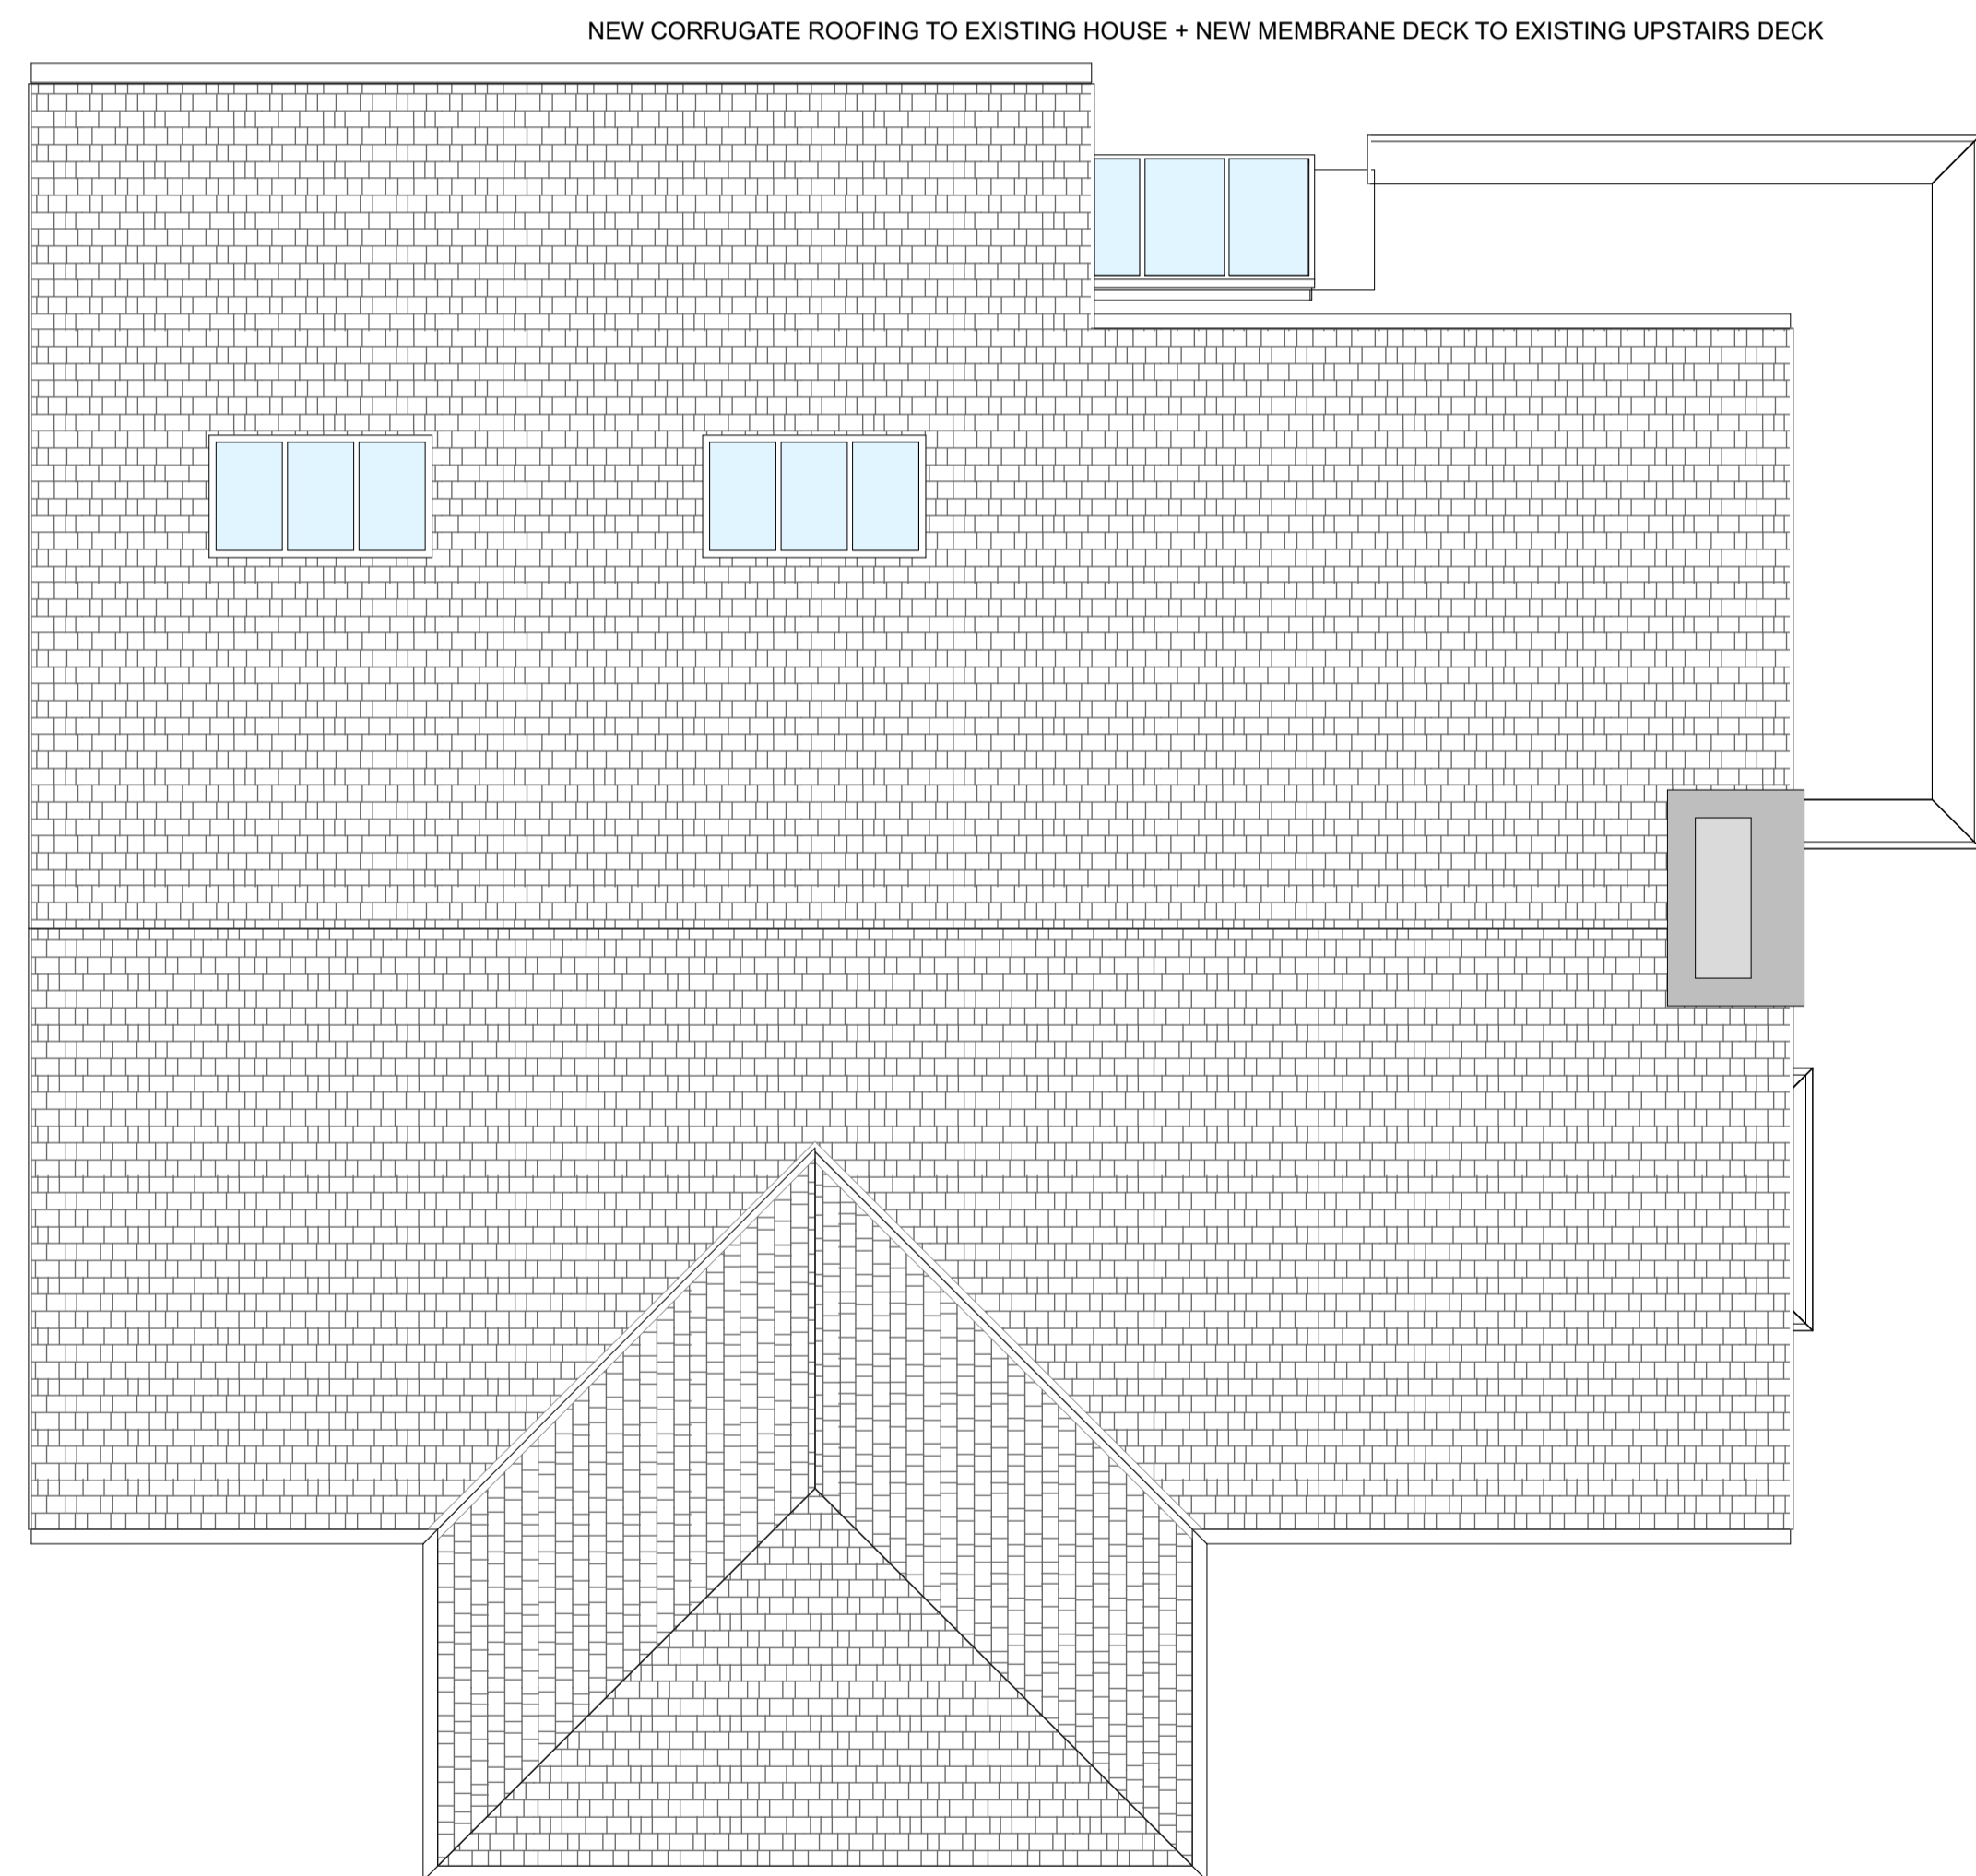 NEW CORRUGATE ROOFING TO EXISTING HOUSE + NEW MEMBRANE DECK TO EXISTING UPSTAIRS DECK